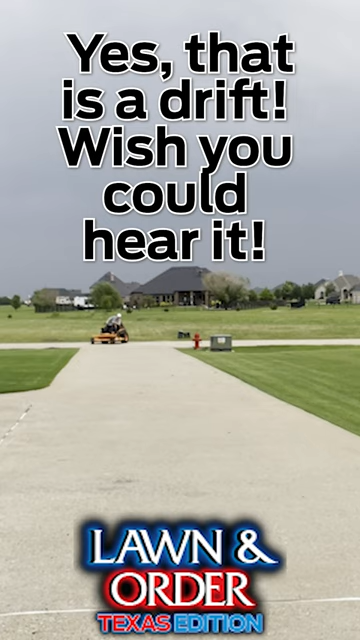 Yes, that
is a drift!
Wish you
could
hear it!
LAWN &
ORDER
TEXAS EDITION